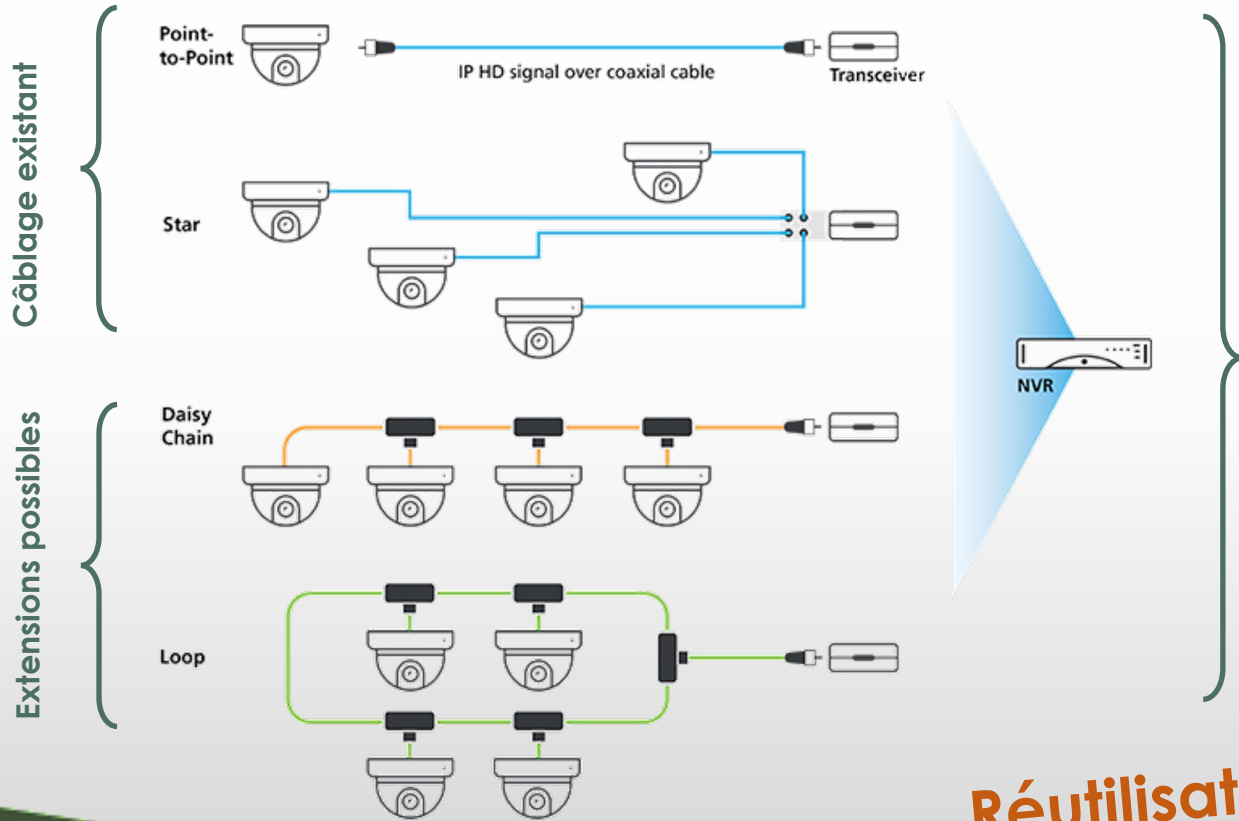 Câblage existant
Point-
to-Point
IP HD signal over coaxial cable
Transceiver
Star
NVR
Extensions possibles
Daisy
Chain
Loop